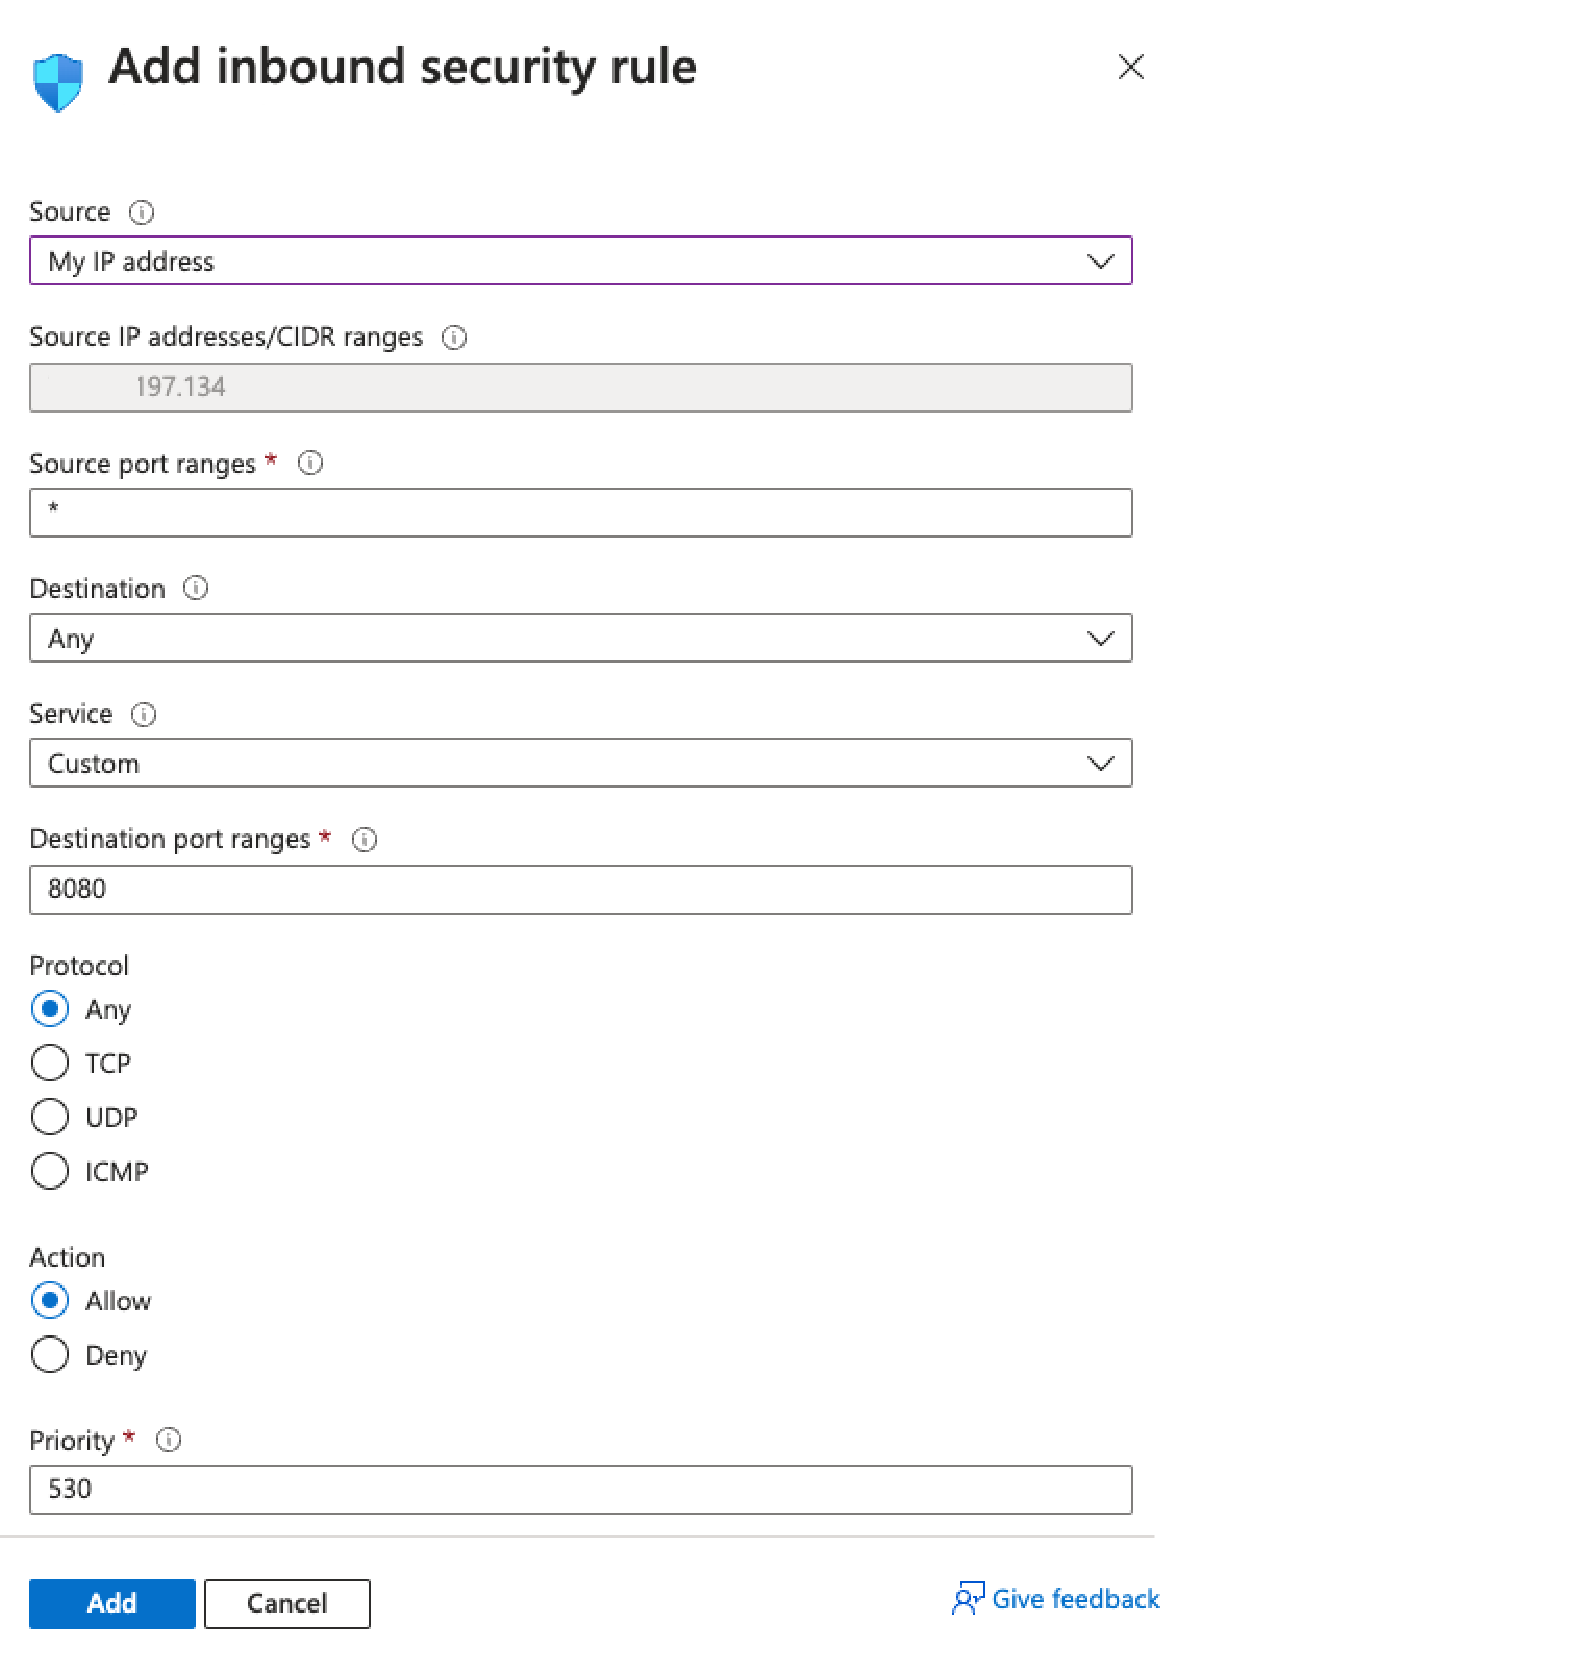 Add inbound security rule
Source
My IP address
Source IP addresses/CIDR ranges
197.134
Source port ranges *
*
Destination
Any
Service
Custom
Destination port ranges *
8080
Protocol
Any
TCP
UDP
ICMP
Action
Allow
Deny
Priority *
530
Add Cancel Give feedback